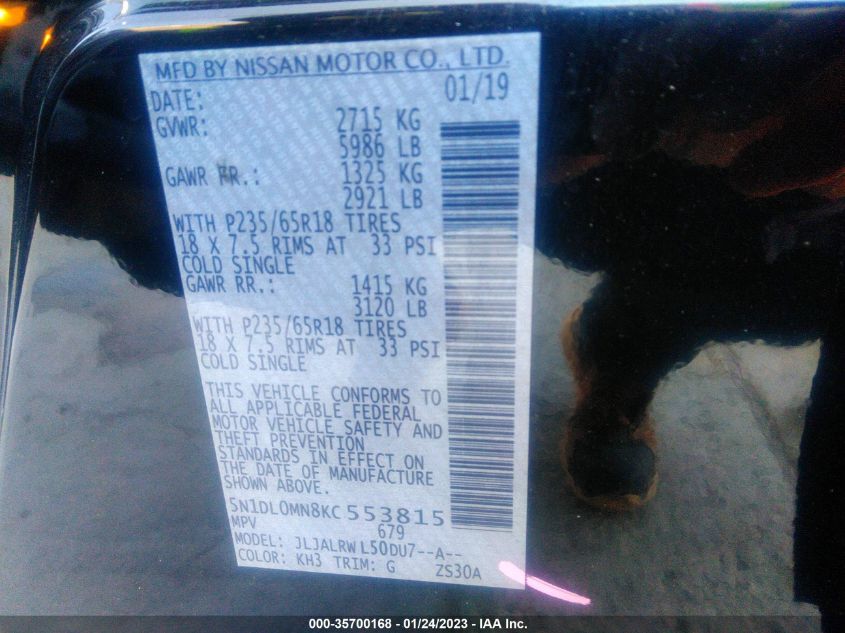 MFD BY NISSAN MOTOR CO., LTD.
DATE: 01/19
GVWR: 2715 KG
5986 LB
GAWR FR.: 1325 KG
2921 LB
WITH P235/65R18 TIRES
18 X 7.5 RIMS AT 33 PSI
COLD SINGLE
GAWR RR.: 1415 KG
3120 LB
WITH P235/65R18 TIRES
18 X 7.5 RIMS AT 33 PSI
COLD SINGLE
THIS VEHICLE CONFORMS TO
ALL APPLICABLE FEDERAL
MOTOR VEHICLE SAFETY AND
THEFT PREVENTION
STANDARDS IN EFFECT ON
THE DATE OF MANUFACTURE
SHOWN ABOVE.
5N1DL0MN8KC553815
MPV 679
MODEL: JLJALRWL50DU7--A--
COLOR: KH3 TRIM: G ZS30A
000-35700168 — 01/24/2023 — IAA Inc.